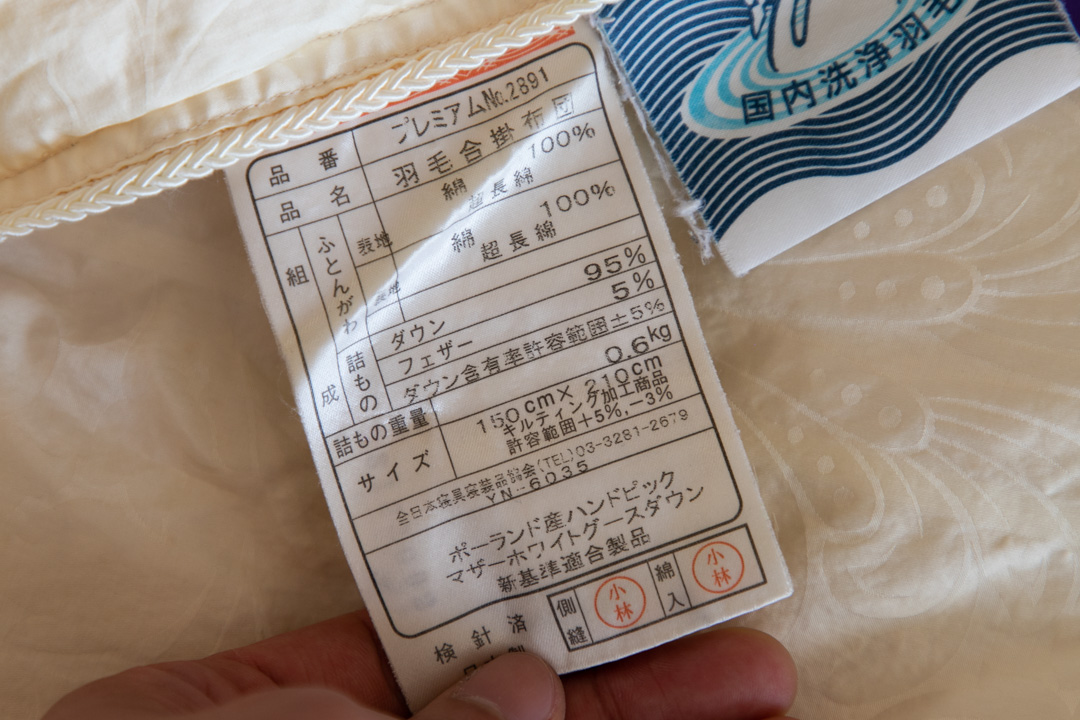 国内洗浄羽毛
品番 プレミアムNo.2891
品名 羽毛合掛布団
組成 ふとんがわ 表地 綿 100%
超長綿
綿 100%
超長綿
詰もの ダウン 95%
フェザー 5%
ダウン含有率許容範囲±5%
詰もの重量 0.6kg
サイズ 150cm×210cm
キルティング加工商品
許容範囲+5%,-3%
全日本寝具寝装品協会(TEL)03-3281-2679
YN-6035
ポーランド産ハンドピック
マザーホワイトグースダウン
新基準適合製品
側縫 小林 綿入 小林
検針済